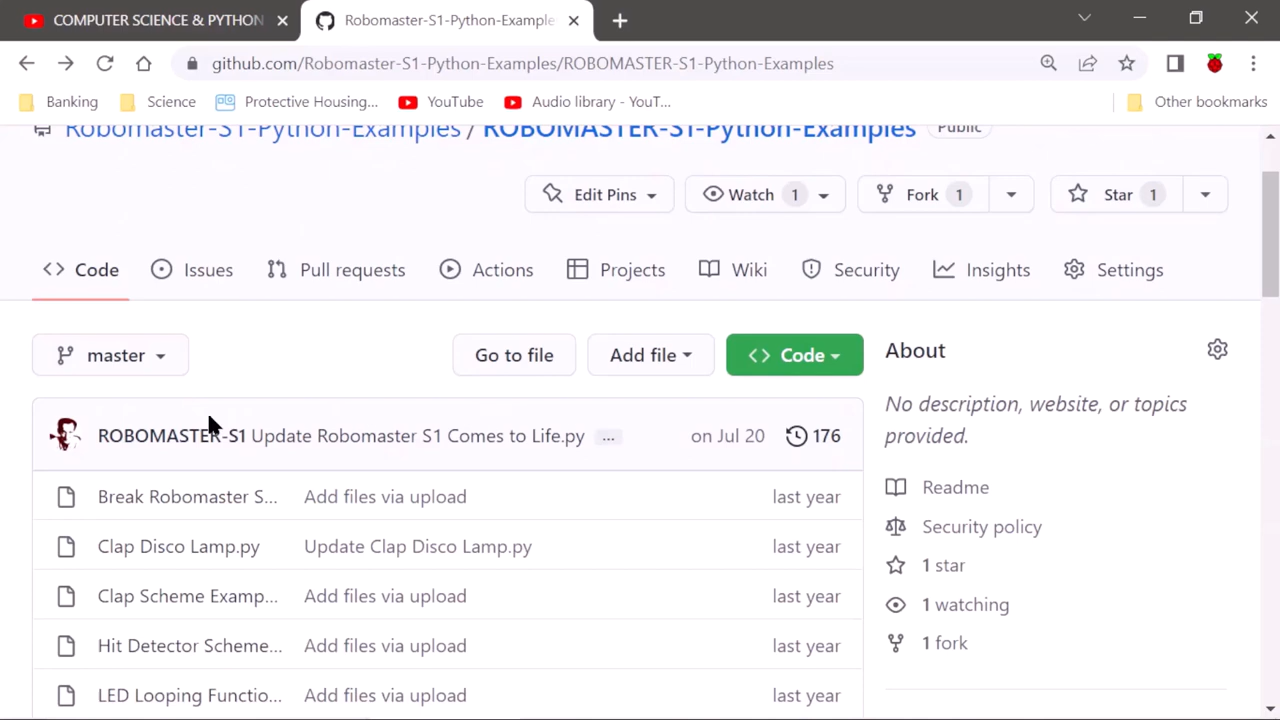 COMPUTER SCIENCE & PYTHON
Robomaster-S1-Python-Example
github.com/Robomaster-S1-Python-Examples/ROBOMASTER-S1-Python-Examples
Banking
Science
Protective Housing...
YouTube
Audio library - YouT...
Other bookmarks
Robomaster-S1-Python-Examples / ROBOMASTER-S1-Python-Examples
Public
Edit Pins
Watch 1
Fork 1
Star 1
Code
Issues
Pull requests
Actions
Projects
Wiki
Security
Insights
Settings
master
Go to file
Add file
Code
ROBOMASTER-S1 Update Robomaster S1 Comes to Life.py ... on Jul 20 176
Break Robomaster S... Add files via upload last year
Clap Disco Lamp.py Update Clap Disco Lamp.py last year
Clap Scheme Examp... Add files via upload last year
Hit Detector Scheme... Add files via upload last year
LED Looping Functio... Add files via upload last year
About
No description, website, or topics
provided.
Readme
Security policy
1 star
1 watching
1 fork